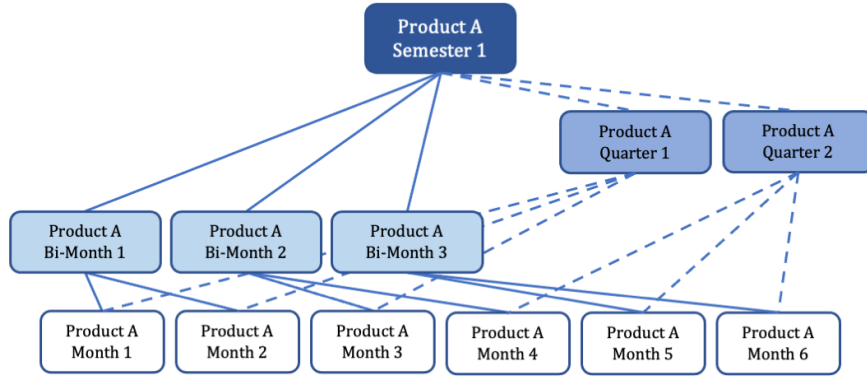 Product A
Semester 1
Product A
Quarter 1
Product A
Quarter 2
Product A
Bi-Month 1
Product A
Bi-Month 2
Product A
Bi-Month 3
Product A
Month 1
Product A
Month 2
Product A
Month 3
Product A
Month 4
Product A
Month 5
Product A
Month 6